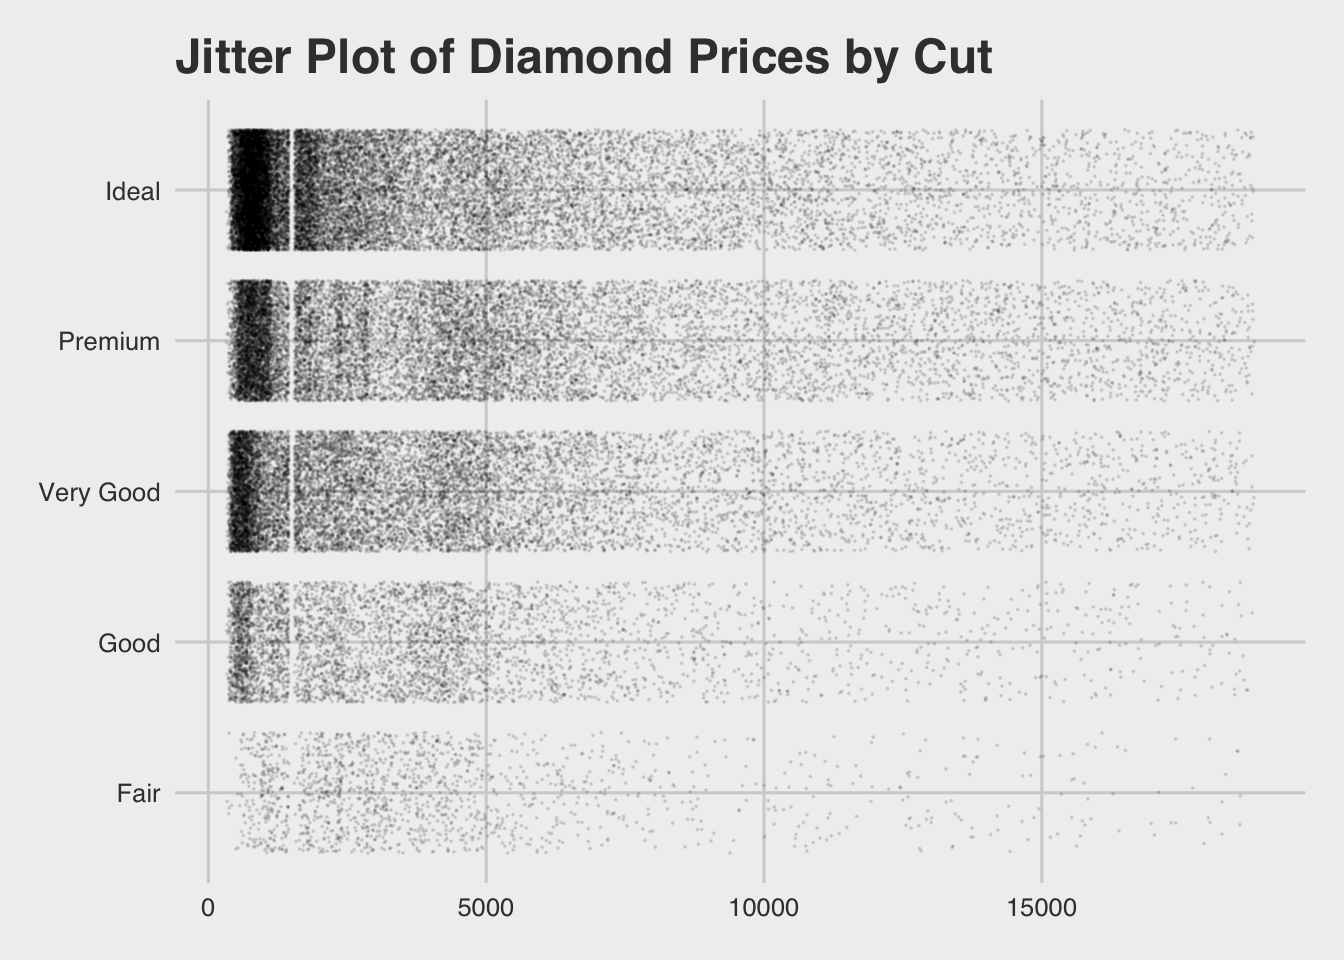 Jitter Plot of Diamond Prices by Cut
Ideal
Premium
Very Good
Good
Fair
0 5000 10000 15000